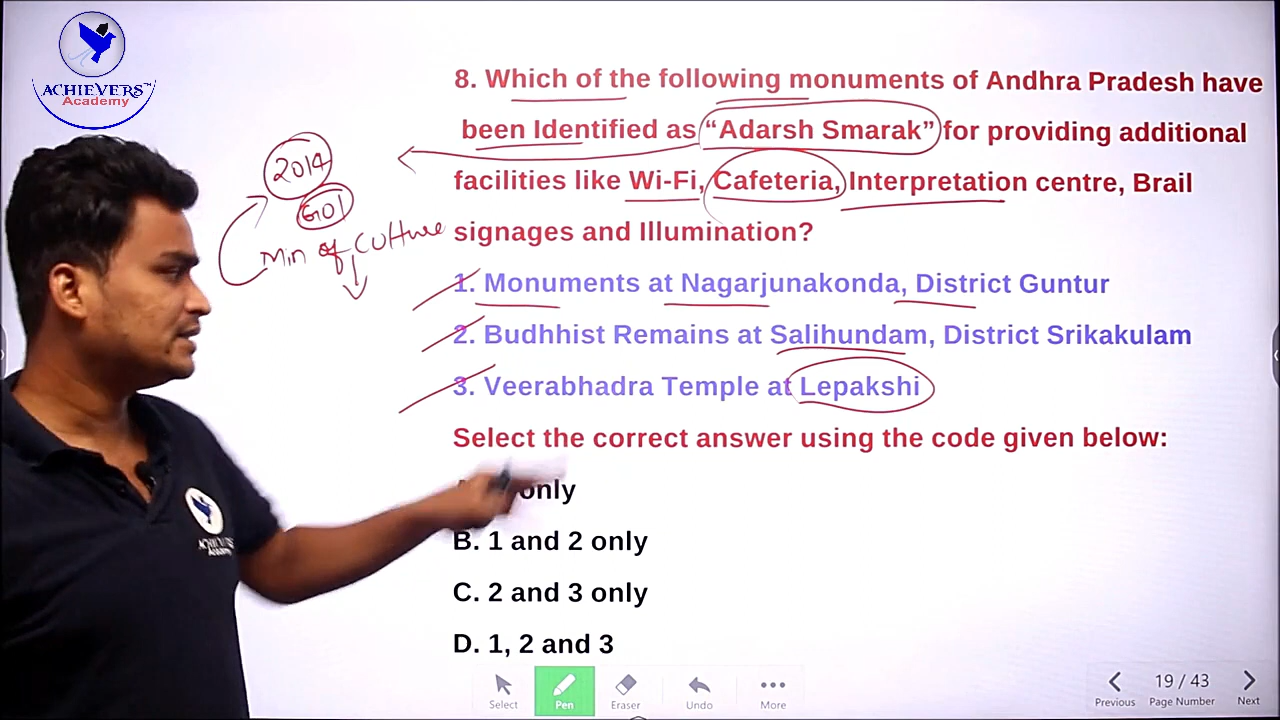 ACHIEVERS™
Academy
8. Which of the following monuments of Andhra Pradesh have
been Identified as “Adarsh Smarak” for providing additional
facilities like Wi-Fi, Cafeteria, Interpretation centre, Brail
signages and Illumination?
2014
GOI
Min of Culture
1. Monuments at Nagarjunakonda, District Guntur
2. Budhhist Remains at Salihundam, District Srikakulam
3. Veerabhadra Temple at Lepakshi
Select the correct answer using the code given below:
only
B. 1 and 2 only
C. 2 and 3 only
D. 1, 2 and 3
ACHIEVERS
Academy
Select Pen Eraser Undo More
19 / 43
Previous Page Number Next